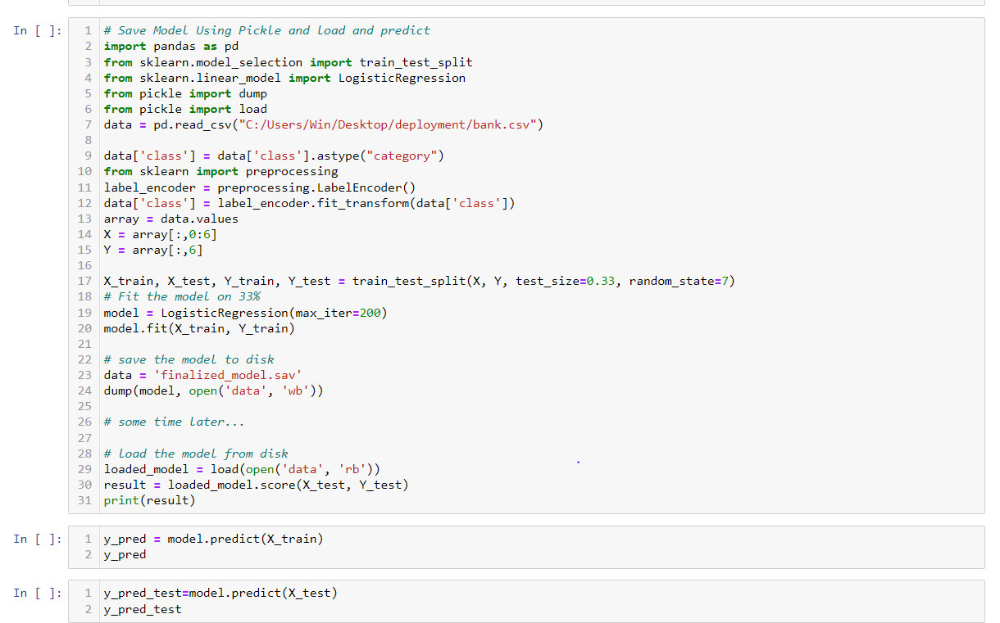 In [ ]:
1 # Save Model Using Pickle and load and predict
2 import pandas as pd
3 from sklearn.model_selection import train_test_split
4 from sklearn.linear_model import LogisticRegression
5 from pickle import dump
6 from pickle import load
7 data = pd.read_csv("C:/Users/Win/Desktop/deployment/bank.csv")
8
9 data['class'] = data['class'].astype("category")
10 from sklearn import preprocessing
11 label_encoder = preprocessing.LabelEncoder()
12 data['class'] = label_encoder.fit_transform(data['class'])
13 array = data.values
14 X = array[:,0:6]
15 Y = array[:,6]
16
17 X_train, X_test, Y_train, Y_test = train_test_split(X, Y, test_size=0.33, random_state=7)
18 # Fit the model on 33%
19 model = LogisticRegression(max_iter=200)
20 model.fit(X_train, Y_train)
21
22 # save the model to disk
23 data = 'finalized_model.sav'
24 dump(model, open('data', 'wb'))
25
26 # some time later...
27
28 # load the model from disk
29 loaded_model = load(open('data', 'rb'))
30 result = loaded_model.score(X_test, Y_test)
31 print(result)
In [ ]:
1 y_pred = model.predict(X_train)
2 y_pred
In [ ]:
1 y_pred_test=model.predict(X_test)
2 y_pred_test